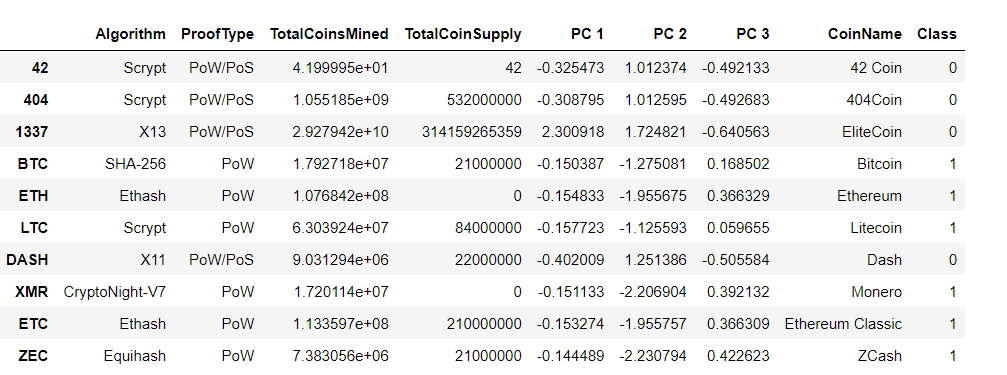 Algorithm ProofType TotalCoinsMined TotalCoinSupply PC 1 PC 2 PC 3 CoinName Class
42 Scrypt PoW/PoS 4.199995e+01 42 -0.325473 1.012374 -0.492133 42 Coin 0
404 Scrypt PoW/PoS 1.055185e+09 532000000 -0.308795 1.012595 -0.492683 404Coin 0
1337 X13 PoW/PoS 2.927942e+10 314159265359 2.300918 1.724821 -0.640563 EliteCoin 0
BTC SHA-256 PoW 1.792718e+07 21000000 -0.150387 -1.275081 0.168502 Bitcoin 1
ETH Ethash PoW 1.076842e+08 0 -0.154833 -1.955675 0.366329 Ethereum 1
LTC Scrypt PoW 6.303924e+07 84000000 -0.157723 -1.125593 0.059655 Litecoin 1
DASH X11 PoW/PoS 9.031294e+06 22000000 -0.402009 1.251386 -0.505584 Dash 0
XMR CryptoNight-V7 PoW 1.720114e+07 0 -0.151133 -2.206904 0.392132 Monero 1
ETC Ethash PoW 1.133597e+08 210000000 -0.153274 -1.955757 0.366309 Ethereum Classic 1
ZEC Equihash PoW 7.383056e+06 21000000 -0.144489 -2.230794 0.422623 ZCash 1